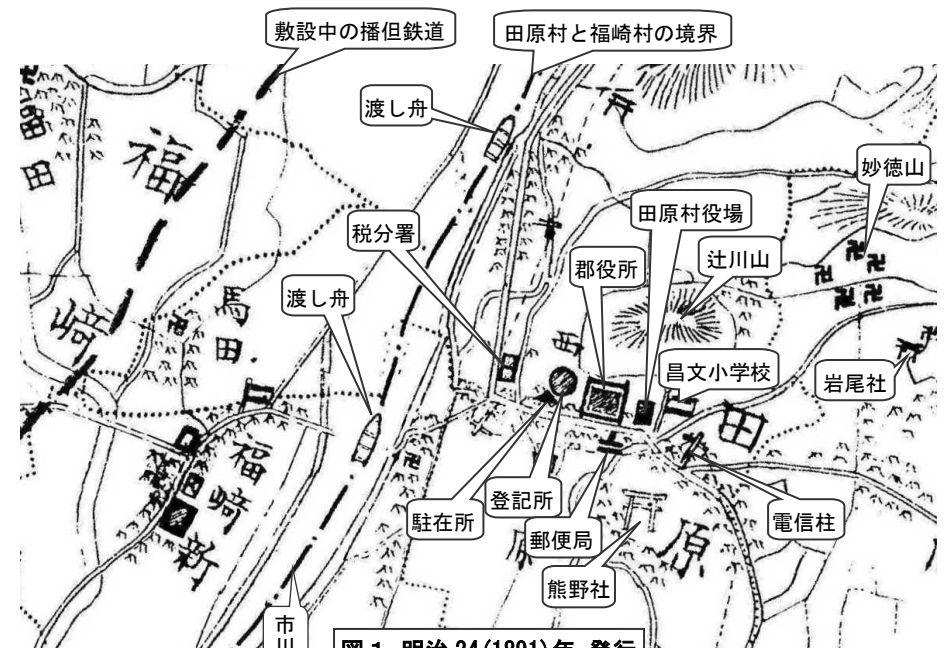 敷設中の播但鉄道
田原村と福崎村の境界
渡し舟
妙徳山
田原村役場
税分署
郡役所
辻川山
渡し舟
昌文小学校
岩尾社
駐在所
登記所
郵便局
電信柱
熊野社
市川
福
﨑
福田
馬田
福﨑新
田
原
図1 明治24(1891)年 発行